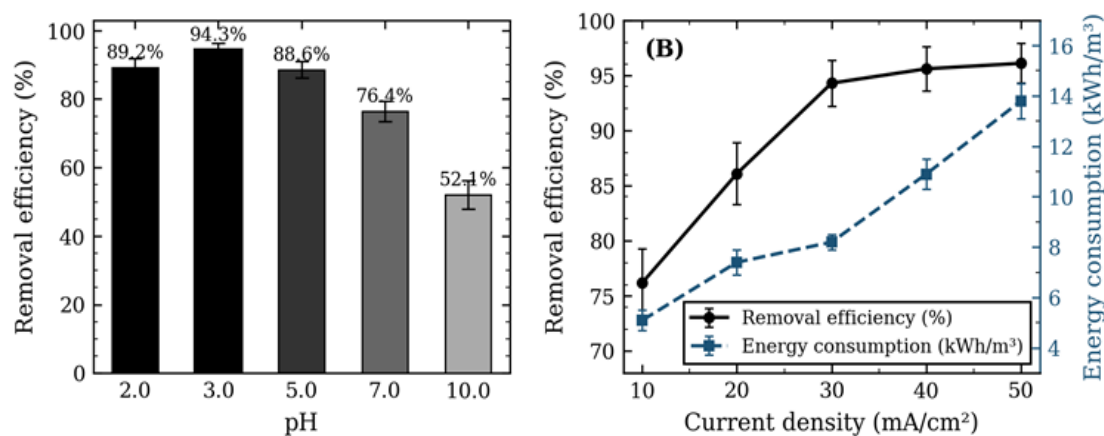 Removal efficiency (%)
100
80
60
40
20
0
89.2%
94.3%
88.6%
76.4%
52.1%
2.0 3.0 5.0 7.0 10.0
pH
(B)
Removal efficiency (%)
100
95
90
85
80
75
70
Removal efficiency (%)
Energy consumption (kWh/m³)
10 20 30 40 50
Current density (mA/cm²)
16
14
12
10
8
6
4
Energy consumption (kWh/m³)